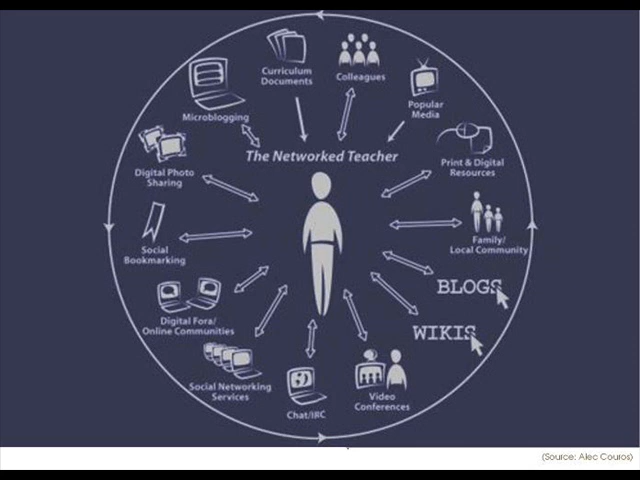 Curriculum
Documents
Colleagues
Popular
Media
Microblogging
The Networked Teacher
Print & Digital
Resources
Digital Photo
Sharing
Family/
Local Community
Social
Bookmarking
BLOGS
Digital Fora/
Online Communities
WIKIS
Social Networking
Services
Chat/IRC
Video
Conferences
(Source: Alec Couros)